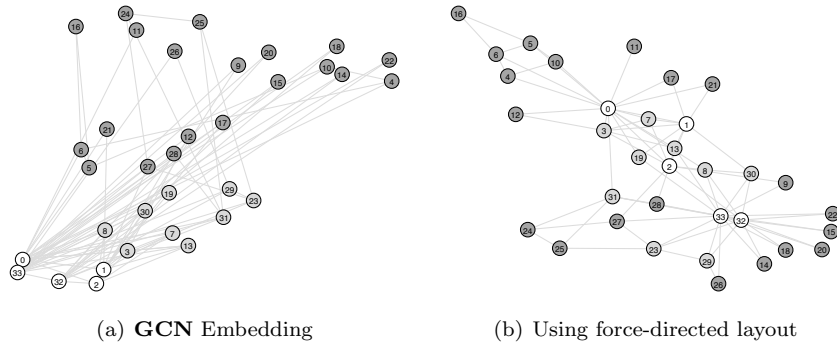 24 25 16 11 26 18 20 22 9 10 14 15 4 17 21 12 6 28 5 27 29 19 23 30 31 8 7 13 3 0 1 33 32 2
16 5 11 6 10 4 17 21 0 12 7 1 3 13 19 2 8 30 9 31 28 33 32 22 27 24 15 23 25 18 20 29 14 26
(a) GCN Embedding
(b) Using force-directed layout